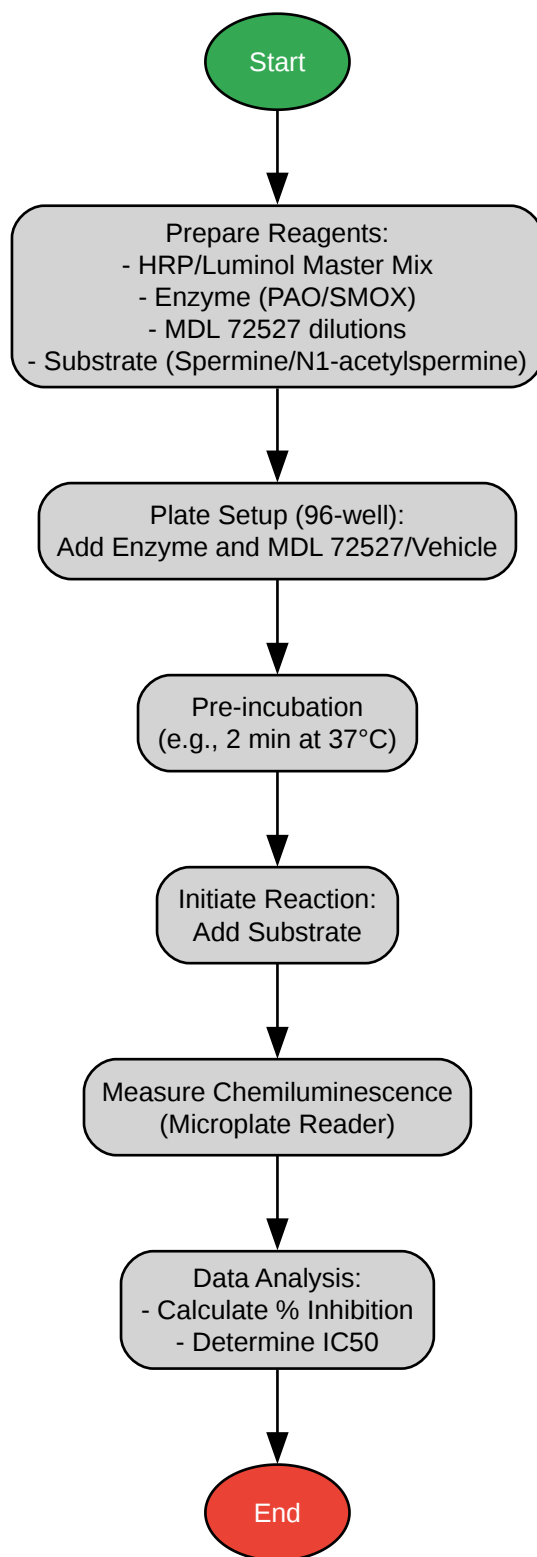 Start
Prepare Reagents:
- HRP/Luminol Master Mix
- Enzyme (PAO/SMOX)
- MDL 72527 dilutions
- Substrate (Spermine/N1-acetylspermine)
Plate Setup (96-well):
Add Enzyme and MDL 72527/Vehicle
Pre-incubation
(e.g., 2 min at 37°C)
Initiate Reaction:
Add Substrate
Measure Chemiluminescence
(Microplate Reader)
Data Analysis:
- Calculate % Inhibition
- Determine IC50
End